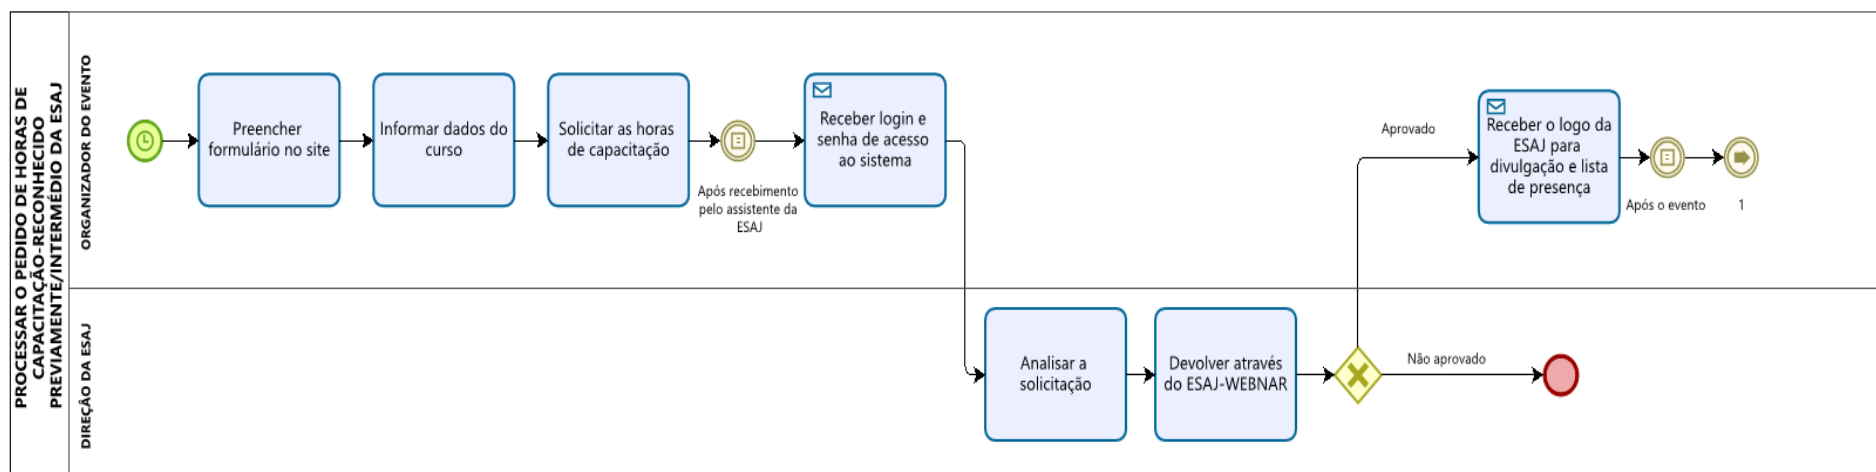 PROCESSAR O PEDIDO DE HORAS DE
CAPACITAÇÃO-RECONHECIDO
PREVIAMENTE/INTERMÉDIO DA ESAJ
ORGANIZADOR DO EVENTO
Preencher
formulário no site
Informar dados do
curso
Solicitar as horas
de capacitação
Após recebimento
pelo assistente da
ESAJ
Receber login e
senha de acesso
ao sistema
Aprovado
Receber o logo da
ESAJ para
divulgação e lista
de presença
Após o evento
1
DIREÇÃO DA ESAJ
Analisar a
solicitação
Devolver através
do ESAJ-WEBNAR
Não aprovado